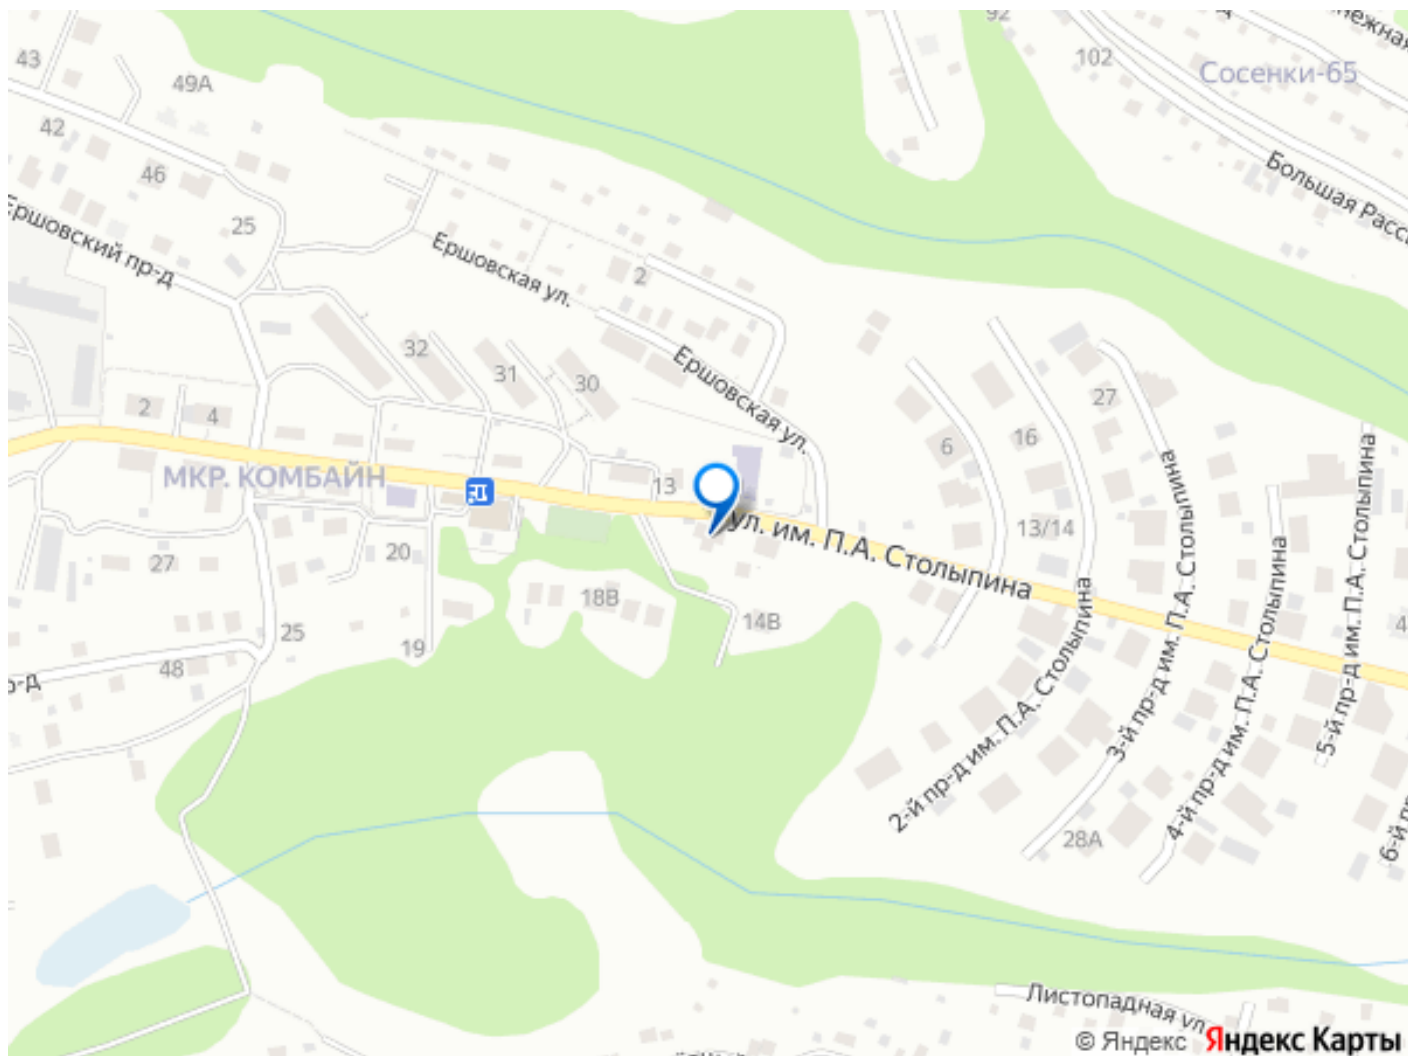 92
нежная
43
102
Сосенки-65
49А
42
46
Большая Расс
Ершовский пр-д
25
Ершовская ул.
2
32
31
30
Ершовская ул.
27
2
4
6
16
МКР. КОМБАЙН
13
ул. им. П.А. Столыпина
13/14
20
27
18В
14В
25
19
48
4
2-й пр-д им. П.А. Столыпина
3-й пр-д им. П.А. Столыпина
4-й пр-д им. П.А. Столыпина
5-й пр-д им. П.А. Столыпина
28А
Листопадная ул.
© Яндекс Яндекс Карты